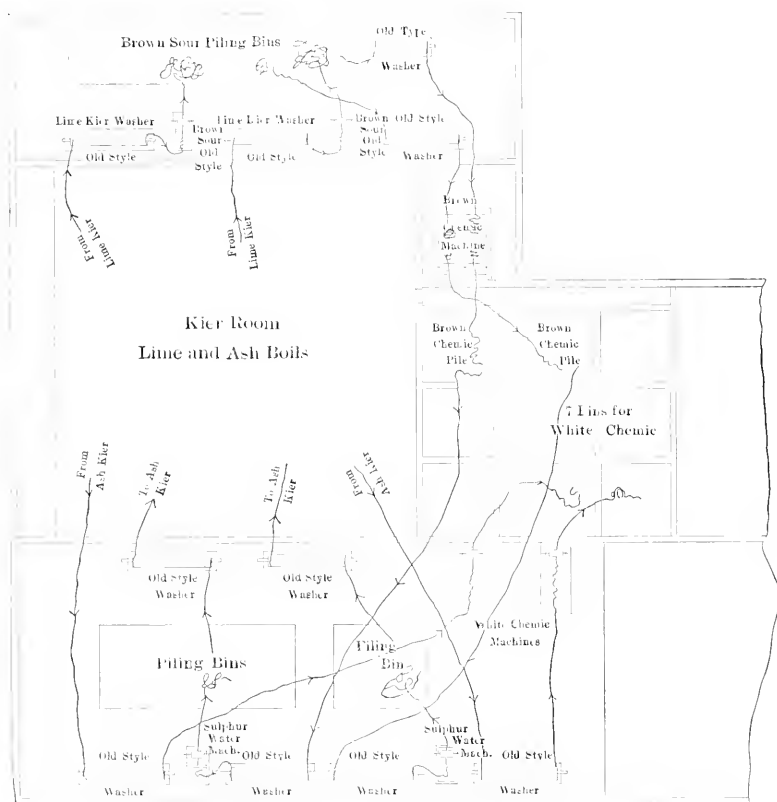 Brown Sour Piling Bins
Old Type
Washer
Lime Kier Washer
Old Style
Brown
Sour
Old
Style
Lime Kier Washer
Old Style
Brown
Sour
Old
Style
Old Style
Washer
From
Lime Kier
From
Lime Kier
Brown
Chemic
Machine
Kier Room
Lime and Ash Boils
Brown
Chemic
Pile
Brown
Chemic
Pile
7 Bins for
White Chemic
From
Ash Kier
To Ash
Kier
To Ash
Kier
From
Ash Kier
Old Style
Washer
Old Style
Washer
White Chemic
Machines
Piling Bins
Piling
Bin
Sulphur
Water
Mach.
Sulphur
Water
Mach.
Old Style
Washer
Old Style
Washer
Old Style
Washer
Washer